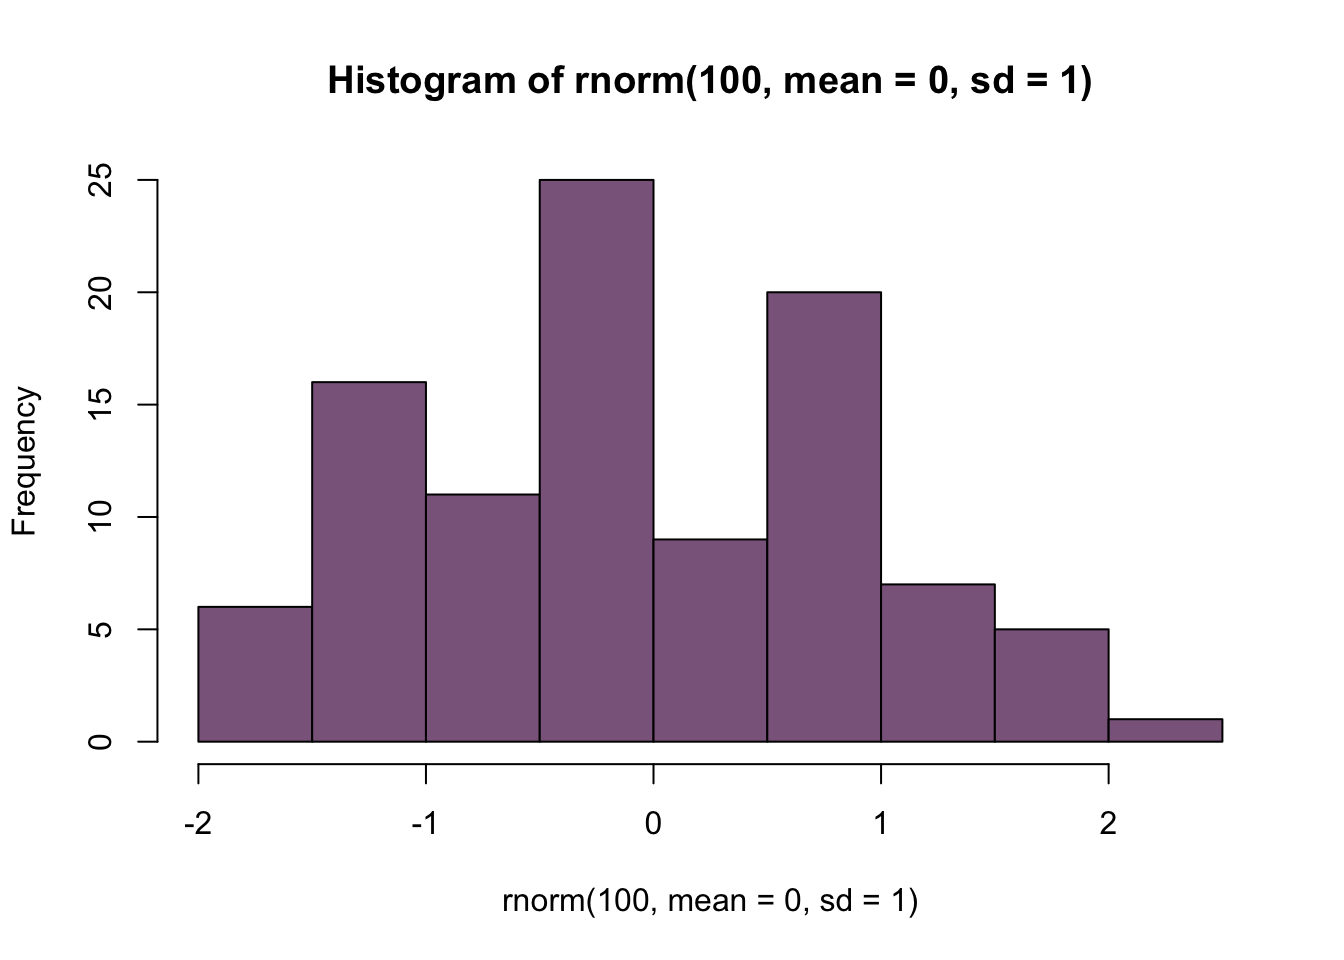 Histogram of rnorm(100, mean = 0, sd = 1)
Frequency
25
20
15
10
5
0
-2 -1 0 1 2
rnorm(100, mean = 0, sd = 1)